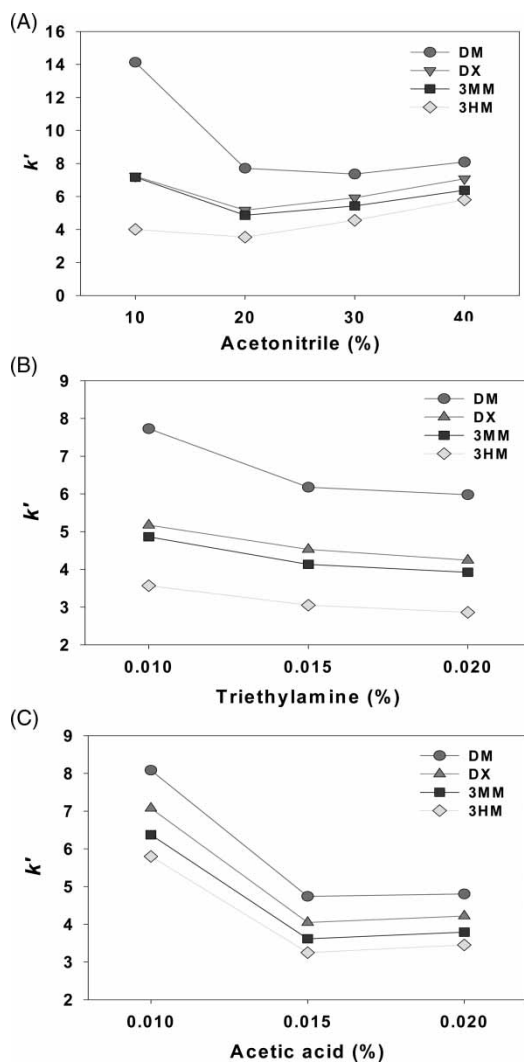 (A)
16
14
12
10
8
6
4
2
0
k'
DM
DX
3MM
3HM
10 20 30 40
Acetonitrile (%)
(B)
9
8
7
6
5
4
3
2
k'
DM
DX
3MM
3HM
0.010 0.015 0.020
Triethylamine (%)
(C)
9
8
7
6
5
4
3
2
k'
DM
DX
3MM
3HM
0.010 0.015 0.020
Acetic acid (%)